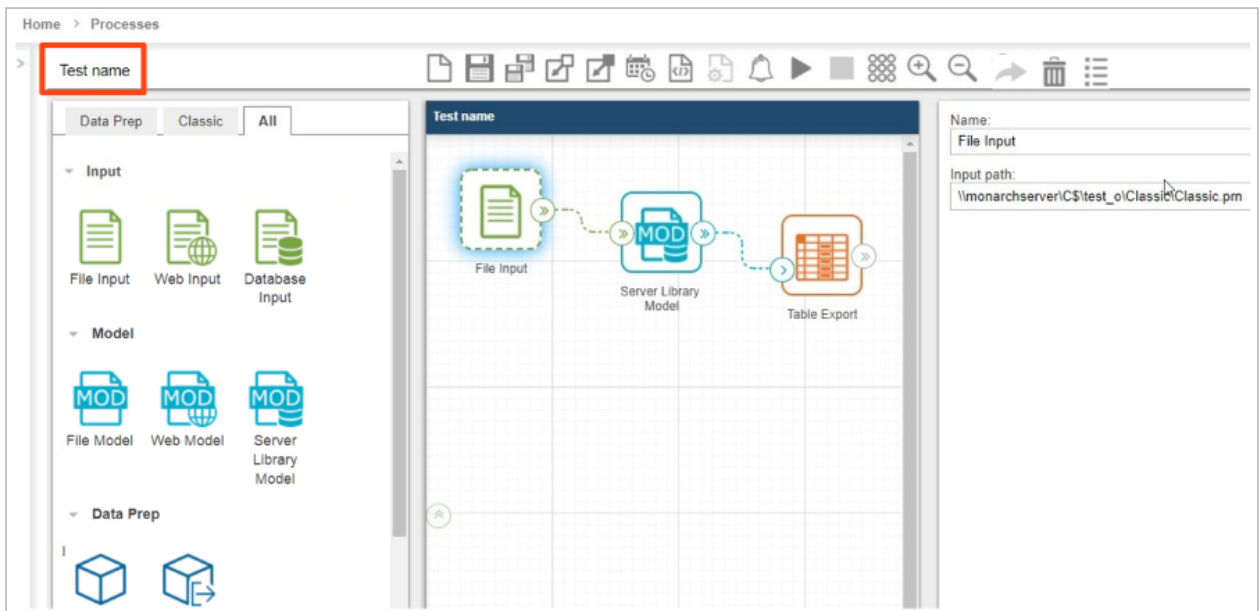 Home > Processes
>
Test name
Data Prep Classic All
Input
File Input Web Input Database
Input
Model
MOD MOD MOD
File Model Web Model Server
Library
Model
Data Prep
Test name
File Input
MOD
Server Library
Model
Table Export
Name:
File Input
Input path:
\\monarchserver\C$\test_o\Classic\Classic.prn